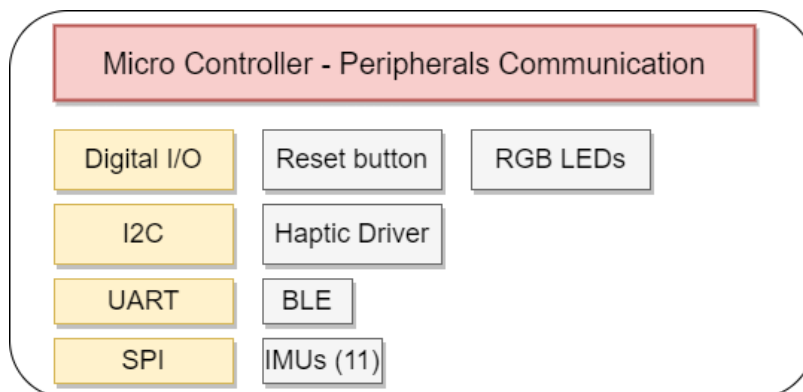 Micro Controller - Peripherals Communication
Digital I/O Reset button RGB LEDs
I2C Haptic Driver
UART BLE
SPI IMUs (11)